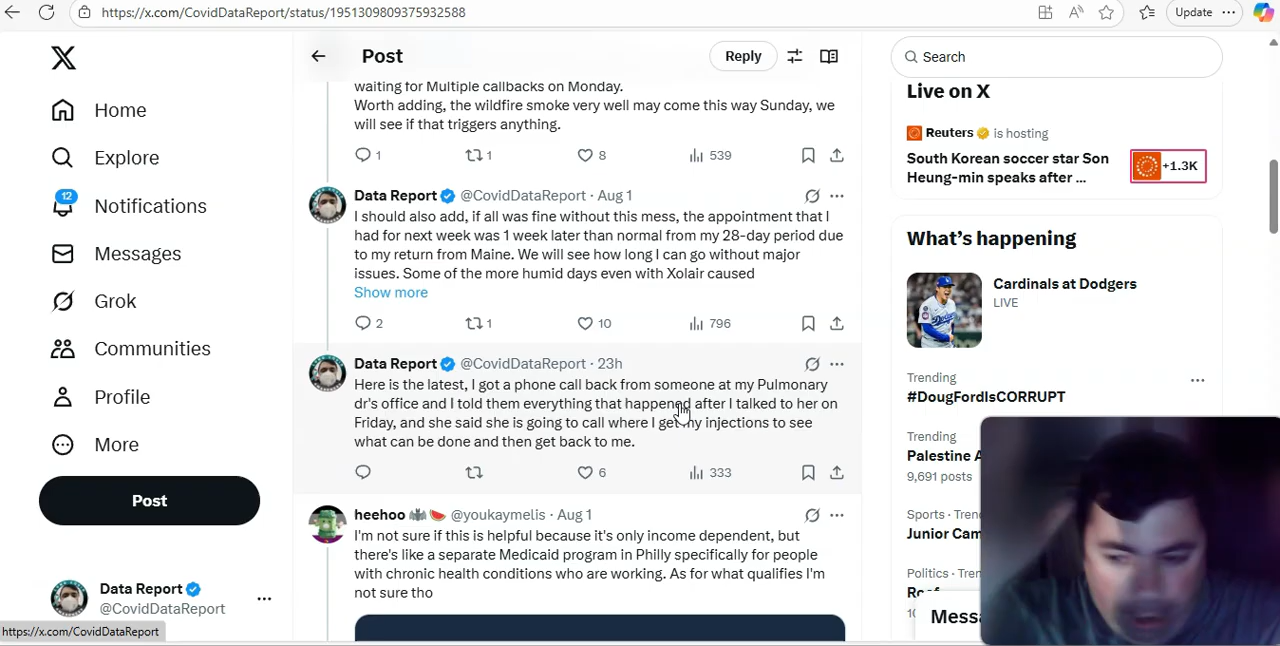 https://x.com/CovidDataReport/status/1951309809375932588
Update
Home
Explore
12
Notifications
Messages
Grok
Communities
Profile
More
Post
Data Report
@CovidDataReport
https://x.com/CovidDataReport
Post
Reply
waiting for Multiple callbacks on Monday.
Worth adding, the wildfire smoke very well may come this way Sunday, we
will see if that triggers anything.
1 1 8 539
Data Report @CovidDataReport · Aug 1
I should also add, if all was fine without this mess, the appointment that I
had for next week was 1 week later than normal from my 28-day period due
to my return from Maine. We will see how long I can go without major
issues. Some of the more humid days even with Xolair caused
Show more
2 1 10 796
Data Report @CovidDataReport · 23h
Here is the latest, I got a phone call back from someone at my Pulmonary
dr's office and I told them everything that happened after I talked to her on
Friday, and she said she is going to call where I get my injections to see
what can be done and then get back to me.
6 333
heehoo @youkaymelis · Aug 1
I'm not sure if this is helpful because it's only income dependent, but
there's like a separate Medicaid program in Philly specifically for people
with chronic health conditions who are working. As for what qualifies I'm
not sure tho
Search
Live on X
Reuters is hosting
South Korean soccer star Son
Heung-min speaks after ...
+1.3K
What's happening
Cardinals at Dodgers
LIVE
Trending
#DougFordIsCORRUPT
Trending
Palestine A
9,691 posts
Sports · Tren
Junior Cam
Politics · Tren
Messa